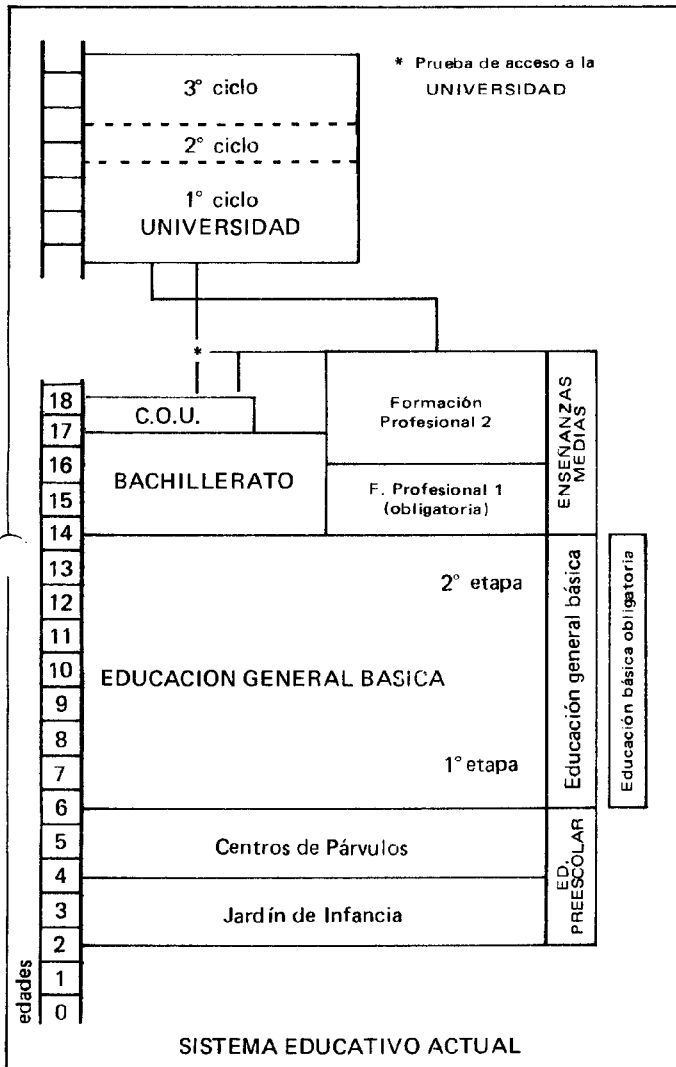 * Prueba de acceso a la
UNIVERSIDAD
3° ciclo
2° ciclo
1° ciclo
UNIVERSIDAD
*
18
17
16
15
14
13
12
11
10
9
8
7
6
5
4
3
2
1
0
edades
C.O.U.
BACHILLERATO
Formación
Profesional 2
F. Profesional 1
(obligatoria)
ENSEÑANZAS
MEDIAS
2° etapa
EDUCACION GENERAL BASICA
1° etapa
Educación general básica
Educación básica obligatoria
Centros de Párvulos
Jardín de Infancia
ED.
PREESCOLAR
SISTEMA EDUCATIVO ACTUAL